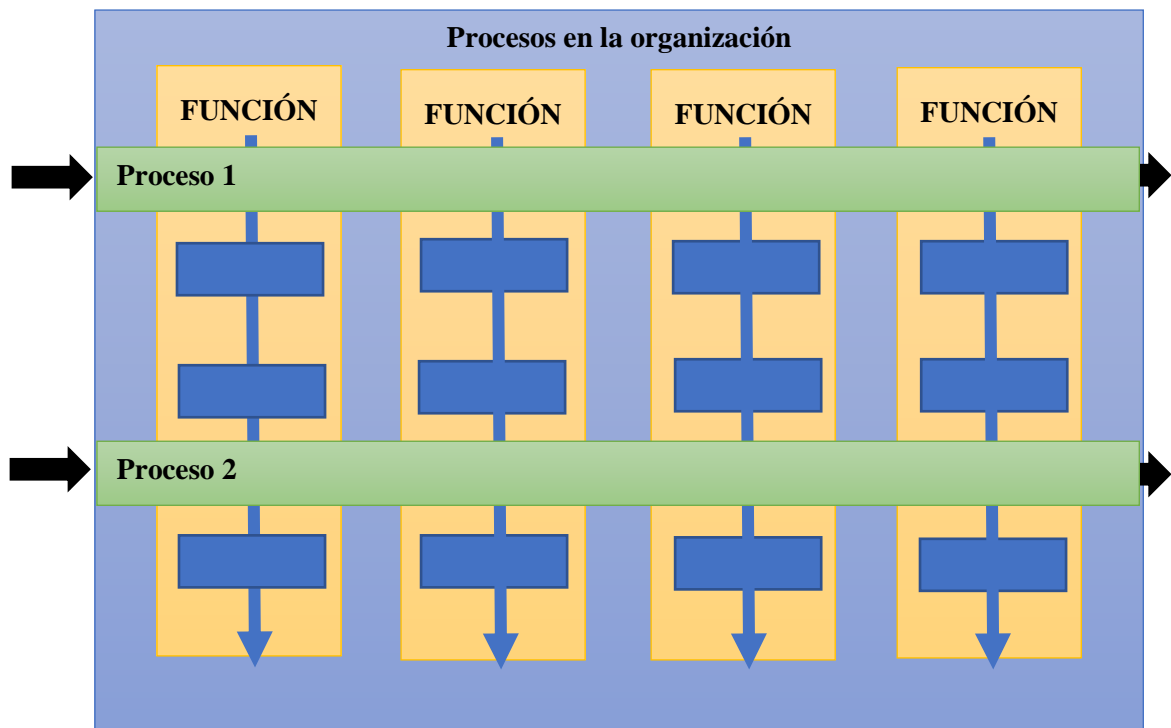 Procesos en la organización
FUNCIÓN
FUNCIÓN
FUNCIÓN
FUNCIÓN
Proceso 1
Proceso 2